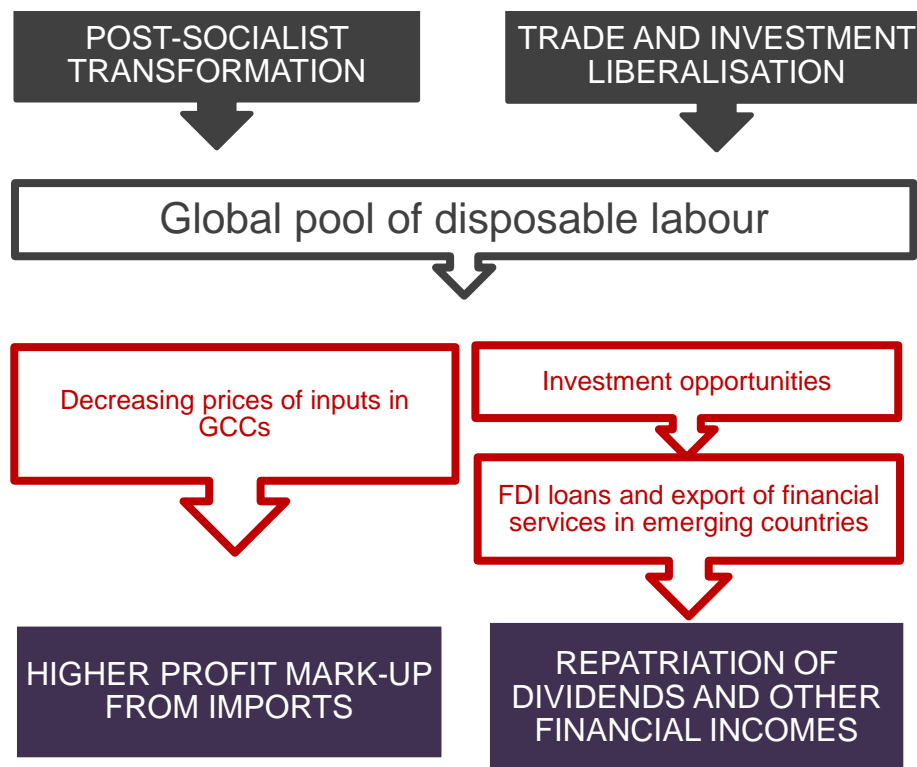 POST-SOCIALIST
TRANSFORMATION
TRADE AND INVESTMENT
LIBERALISATION
Global pool of disposable labour
Decreasing prices of inputs in
GCCs
Investment opportunities
FDI loans and export of financial
services in emerging countries
HIGHER PROFIT MARK-UP
FROM IMPORTS
REPATRIATION OF
DIVIDENDS AND OTHER
FINANCIAL INCOMES